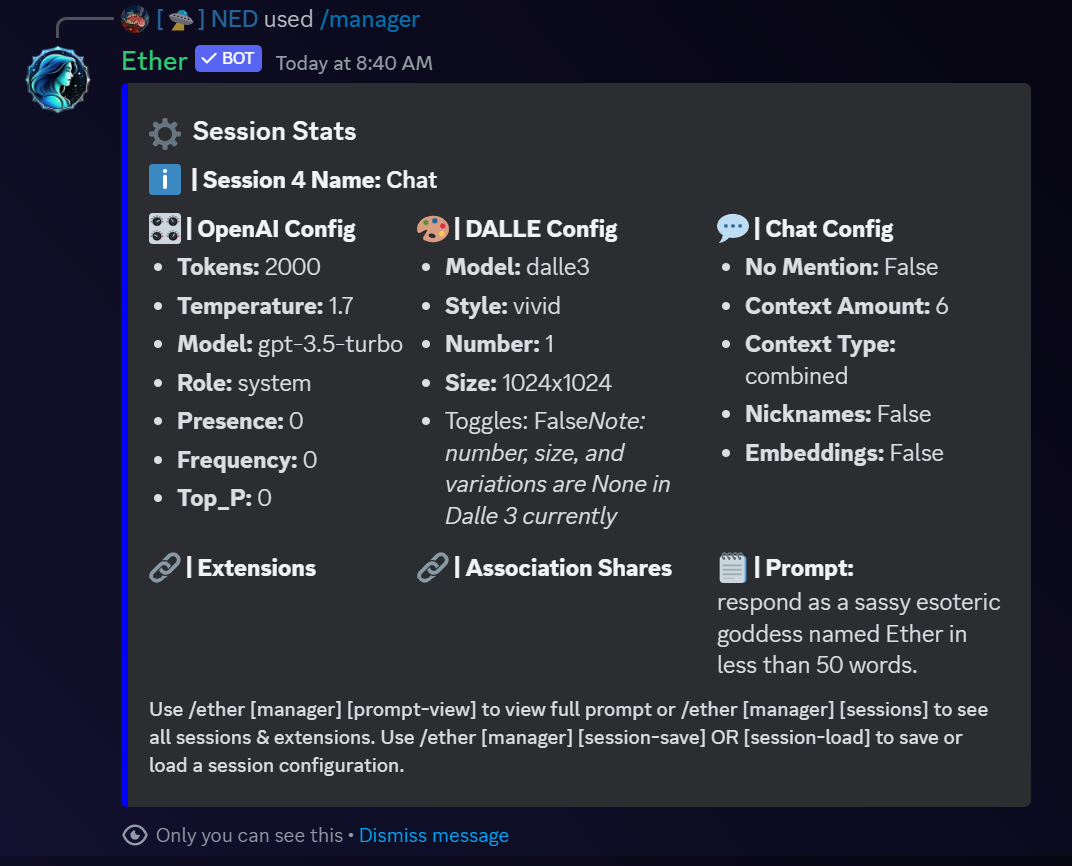 [ 🛸 ] NED used /manager
Ether ✓ BOT Today at 8:40 AM
Session Stats
| Session 4 Name: Chat
| OpenAI Config
• Tokens: 2000
• Temperature: 1.7
• Model: gpt-3.5-turbo
• Role: system
• Presence: 0
• Frequency: 0
• Top_P: 0
| DALLE Config
• Model: dalle3
• Style: vivid
• Number: 1
• Size: 1024x1024
• Toggles: FalseNote:
number, size, and
variations are None in
Dalle 3 currently
| Chat Config
• No Mention: False
• Context Amount: 6
• Context Type:
combined
• Nicknames: False
• Embeddings: False
| Extensions
| Association Shares
| Prompt:
respond as a sassy esoteric
goddess named Ether in
less than 50 words.
Use /ether [manager] [prompt-view] to view full prompt or /ether [manager] [sessions] to see
all sessions & extensions. Use /ether [manager] [session-save] OR [session-load] to save or
load a session configuration.
Only you can see this • Dismiss message